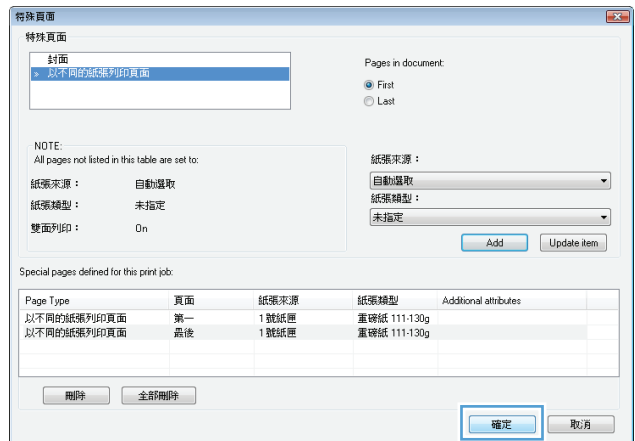 特殊頁面
特殊頁面
封面
» 以不同的紙張列印頁面
Pages in document:
First
Last
NOTE:
All pages not listed in this table are set to:
紙張來源：	自動選取
紙張類型：	未指定
雙面列印：	On
紙張來源：
自動選取
紙張類型：
未指定
Add	Update item
Special pages defined for this print job:
Page Type	頁面	紙張來源	紙張類型	Additional attributes
以不同的紙張列印頁面	第一	1 號紙匣	重磅紙 111-130g
以不同的紙張列印頁面	最後	1 號紙匣	重磅紙 111-130g
刪除	全部刪除
確定	取消